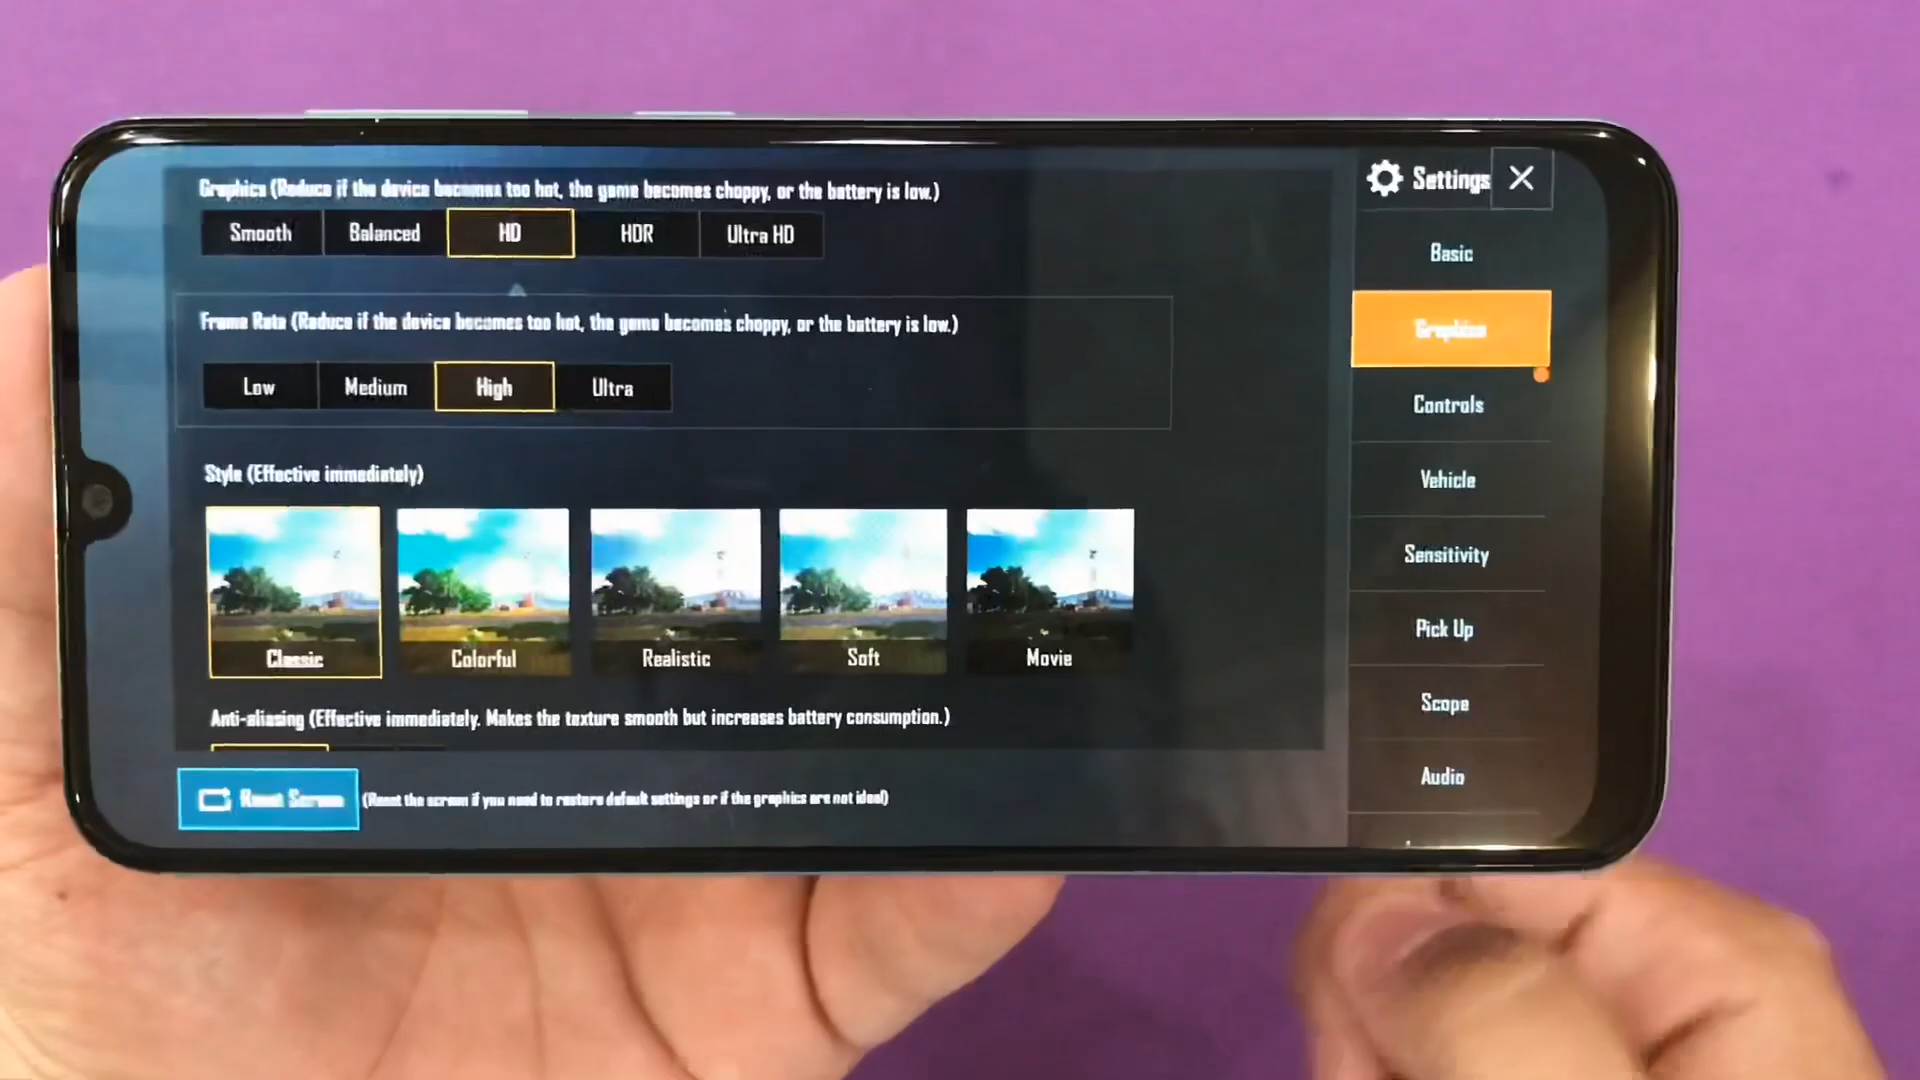 Graphics (Reduce if the device becomes too hot, the game becomes choppy, or the battery is low.)
Smooth Balanced HD HDR Ultra HD
Frame Rate (Reduce if the device becomes too hot, the game becomes choppy, or the battery is low.)
Low Medium High Ultra
Style (Effective immediately)
Classic Colorful Realistic Soft Movie
Anti-aliasing (Effective immediately. Makes the texture smooth but increases battery consumption.)
Reset Screen (Reset the screen if you need to restore default settings or if the graphics are not ideal)
Settings
Basic
Graphics
Controls
Vehicle
Sensitivity
Pick Up
Scope
Audio